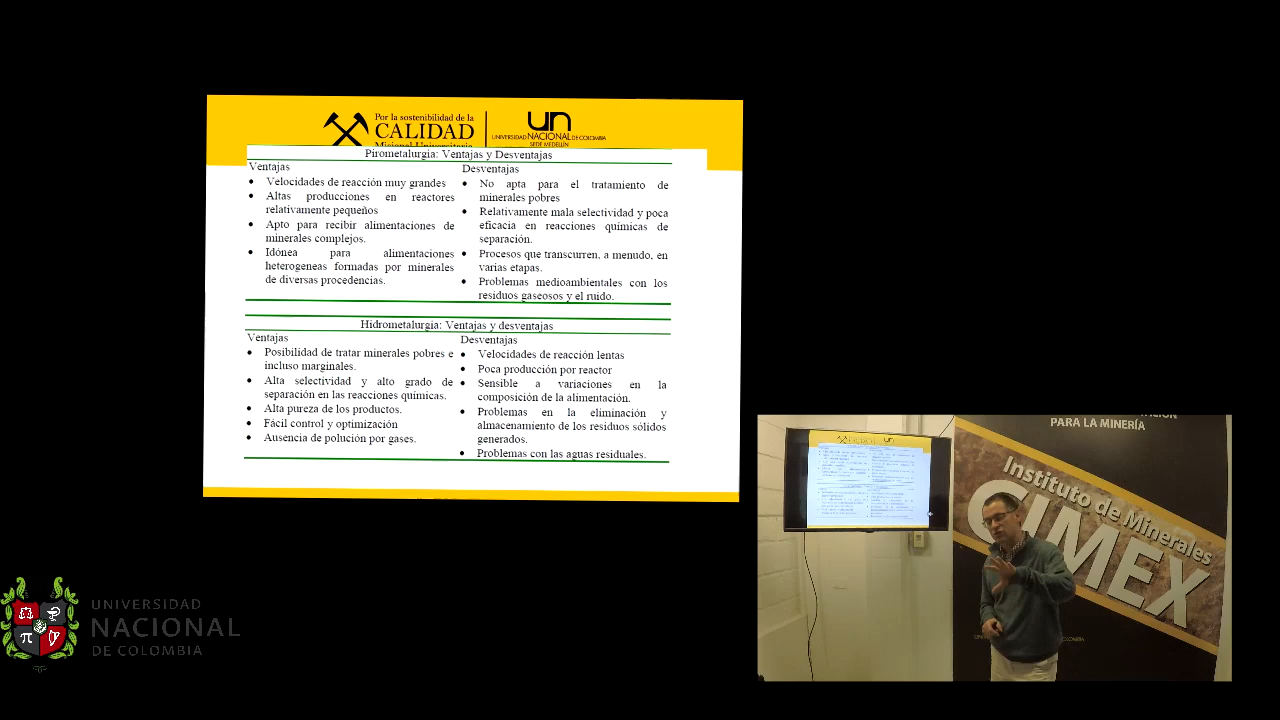 Por la sostenibilidad de la
CALIDAD
Misional Universitaria
un
UNIVERSIDAD NACIONAL DE COLOMBIA
SEDE MEDELLÍN
Pirometalurgia: Ventajas y Desventajas
Ventajas
• Velocidades de reacción muy grandes
• Altas producciones en reactores
relativamente pequeños
• Apto para recibir alimentaciones de
minerales complejos.
• Idónea para alimentaciones
heterogeneas formadas por minerales
de diversas procedencias.
Desventajas
• No apta para el tratamiento de
minerales pobres
• Relativamente mala selectividad y poca
eficacia en reacciones químicas de
separación.
• Procesos que transcurren, a menudo, en
varias etapas.
• Problemas medioambientales con los
residuos gaseosos y el ruido.
Hidrometalurgia: Ventajas y desventajas
Ventajas
• Posibilidad de tratar minerales pobres e
incluso marginales.
• Alta selectividad y alto grado de
separación en las reacciones químicas.
• Alta pureza de los productos.
• Fácil control y optimización
• Ausencia de polución por gases.
Desventajas
• Velocidades de reacción lentas
• Poca producción por reactor
• Sensible a variaciones en la
composición de la alimentación.
• Problemas en la eliminación y
almacenamiento de los residuos sólidos
generados.
• Problemas con las aguas residuales.
PARA LA MINERÍA
Instituto de Minerales
CIMEX
UNIVERSIDAD
NACIONAL
DE COLOMBIA